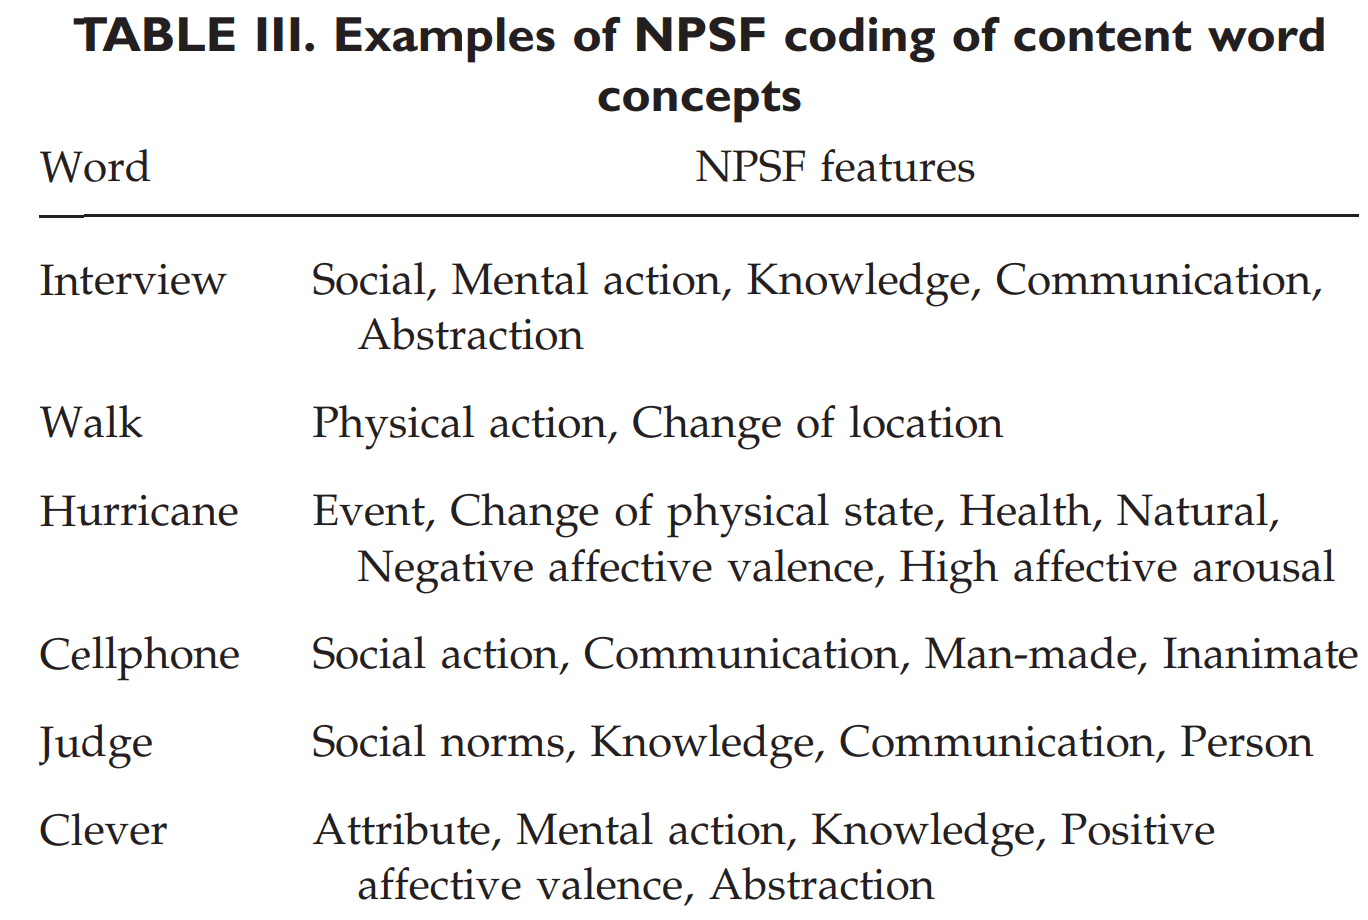 TABLE III. Examples of NPSF coding of content word
concepts
Word NPSF features
Interview Social, Mental action, Knowledge, Communication,
Abstraction
Walk Physical action, Change of location
Hurricane Event, Change of physical state, Health, Natural,
Negative affective valence, High affective arousal
Cellphone Social action, Communication, Man-made, Inanimate
Judge Social norms, Knowledge, Communication, Person
Clever Attribute, Mental action, Knowledge, Positive
affective valence, Abstraction